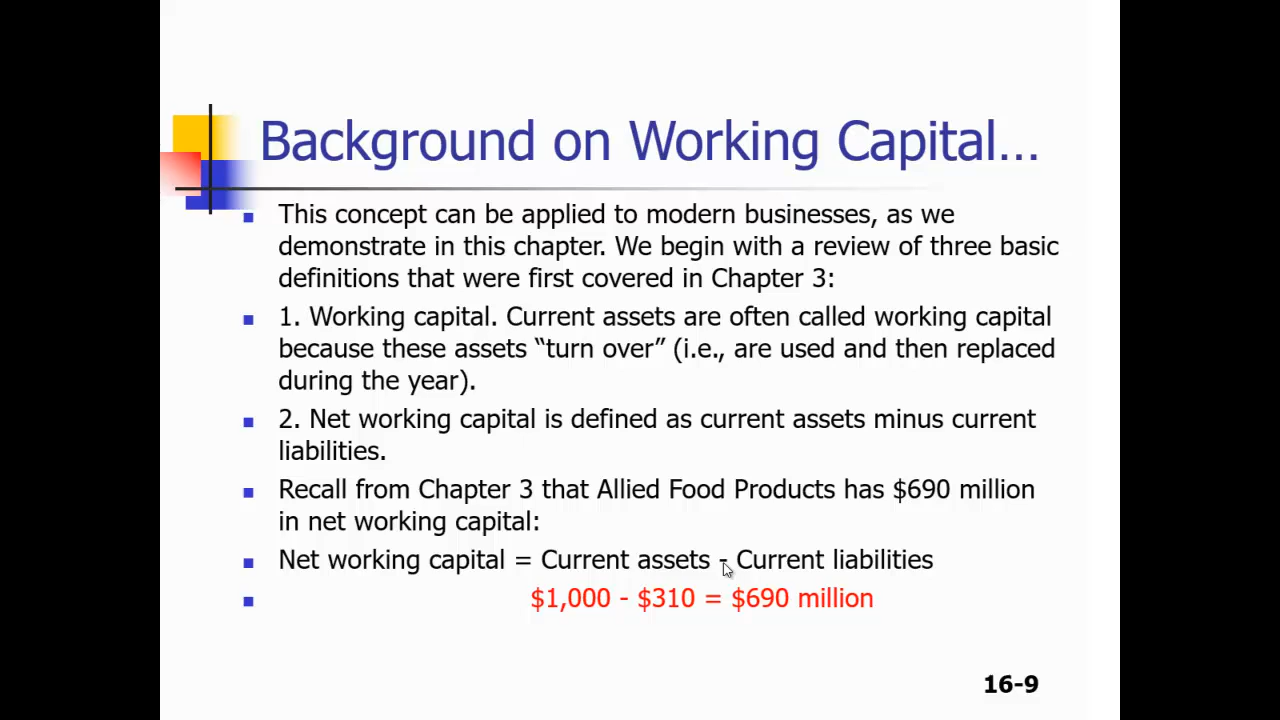 Background on Working Capital...
This concept can be applied to modern businesses, as we
demonstrate in this chapter. We begin with a review of three basic
definitions that were first covered in Chapter 3:
1. Working capital. Current assets are often called working capital
because these assets “turn over” (i.e., are used and then replaced
during the year).
2. Net working capital is defined as current assets minus current
liabilities.
Recall from Chapter 3 that Allied Food Products has $690 million
in net working capital:
Net working capital = Current assets - Current liabilities
$1,000 - $310 = $690 million
16-9